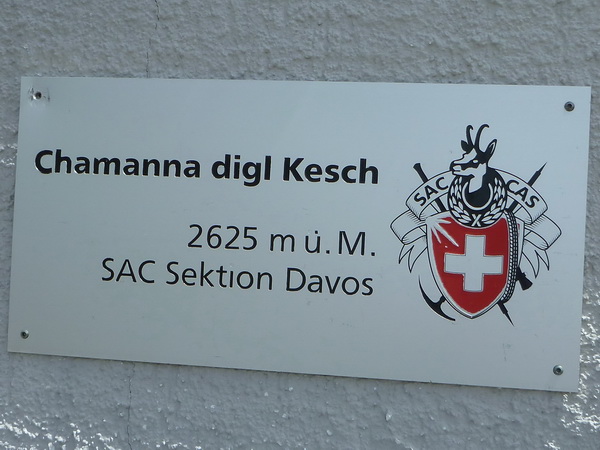 Chamanna digl Kesch
2625 m ü.M.
SAC Sektion Davos
SAC CAS